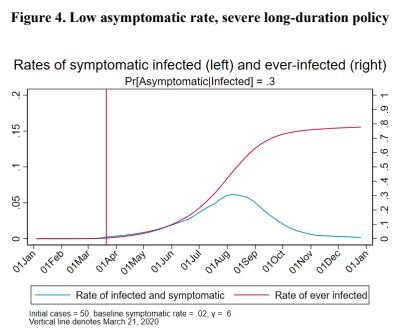 Figure 4. Low asymptotic rate, severe long-duration policy
Rates of symptomatic infected (left) and ever-infected (right)
Pr[Asymptomatic|Infected] = .3
.2
.15
.1
.05
0
1
.9
.8
.7
.6
.5
.4
.3
.2
.1
0
01Jan
01Feb
01Mar
01Apr
01May
01Jun
01Jul
01Aug
01Sep
01Oct
01Nov
01Dec
01Jan
Rate of infected and symptomatic
Rate of ever infected
Initial cases = 50, baseline symptomatic rate = .02, γ = .6
Vertical line denotes March 21, 2020